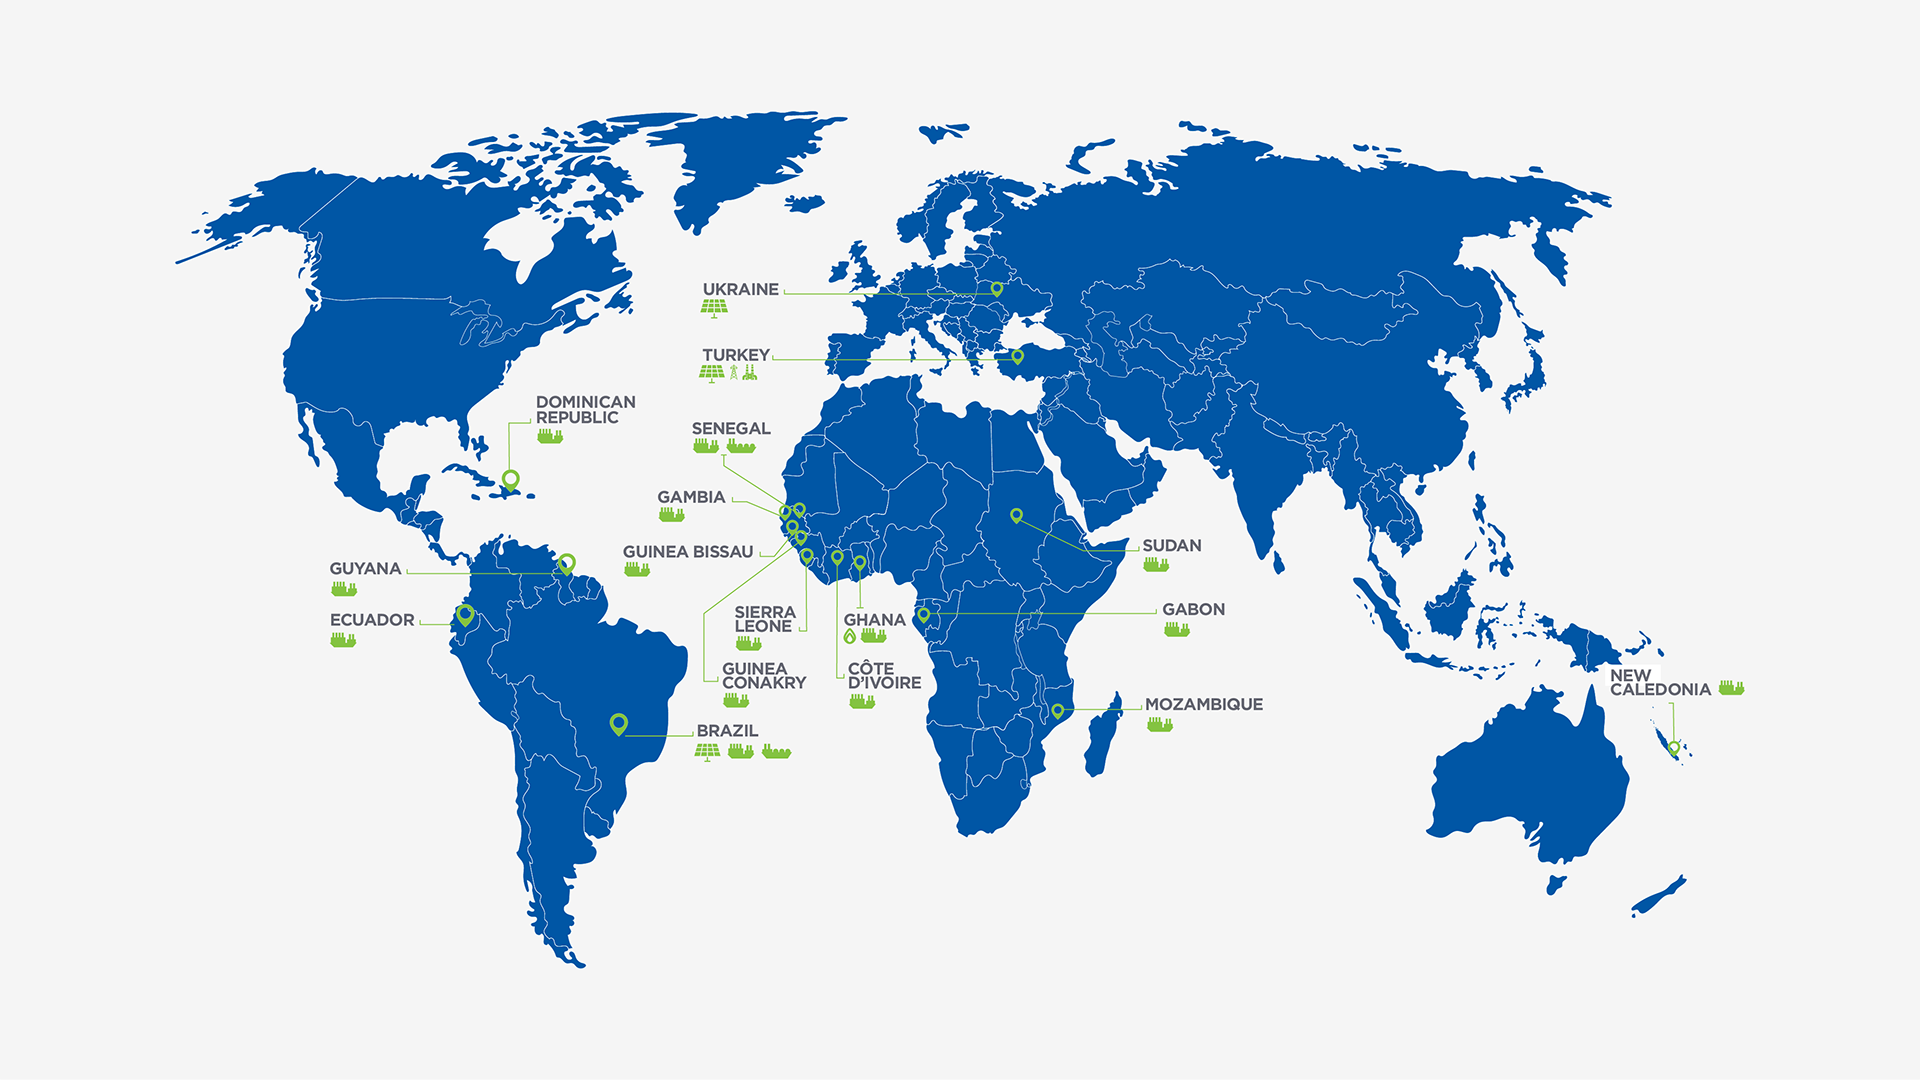 UKRAINE
TURKEY
DOMINICAN
REPUBLIC
SENEGAL
GAMBIA
GUINEA BISSAU
SUDAN
GUYANA
ECUADOR
SIERRA
LEONE
GHANA
GABON
GUINEA
CONAKRY
CÔTE
D'IVOIRE
NEW
CALEDONIA
MOZAMBIQUE
BRAZIL